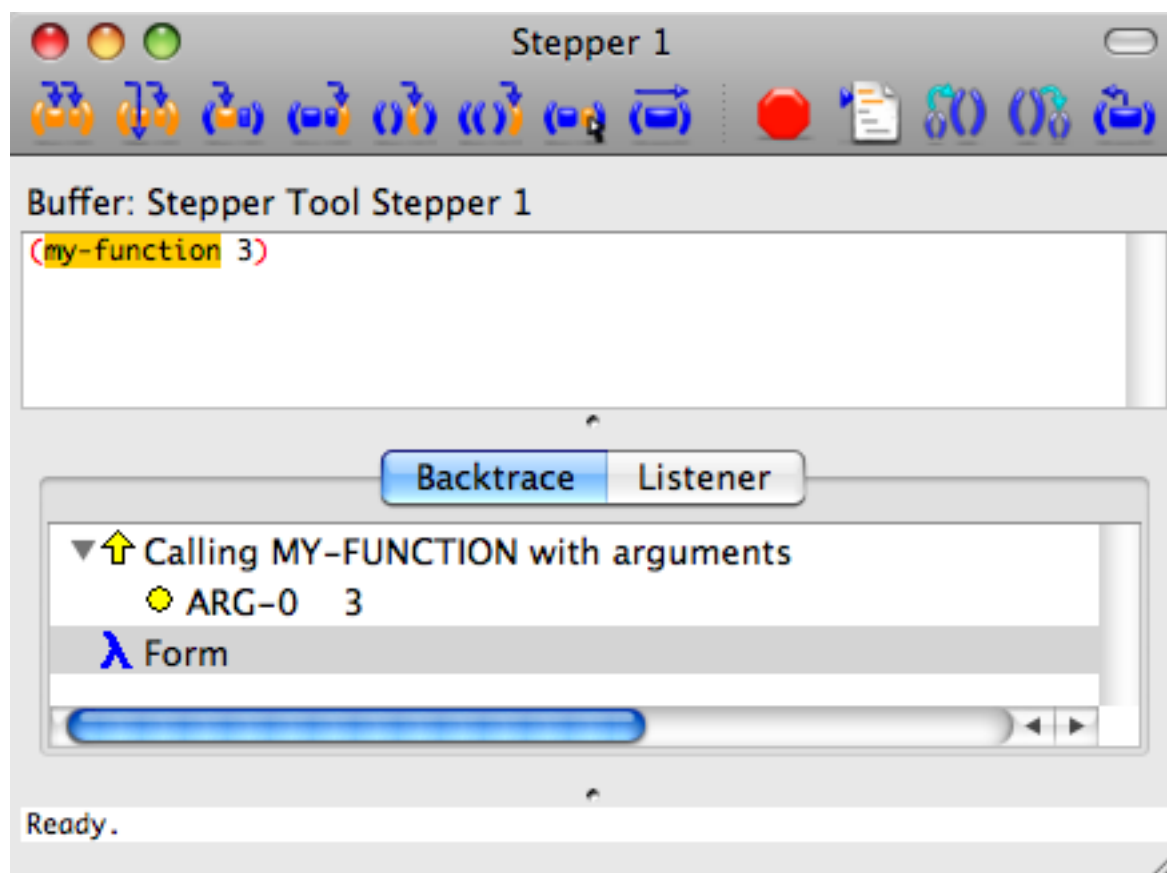 Stepper 1
Buffer: Stepper Tool Stepper 1
(my-function 3)
Backtrace Listener
Calling MY-FUNCTION with arguments
ARG-0 3
λ Form
Ready.